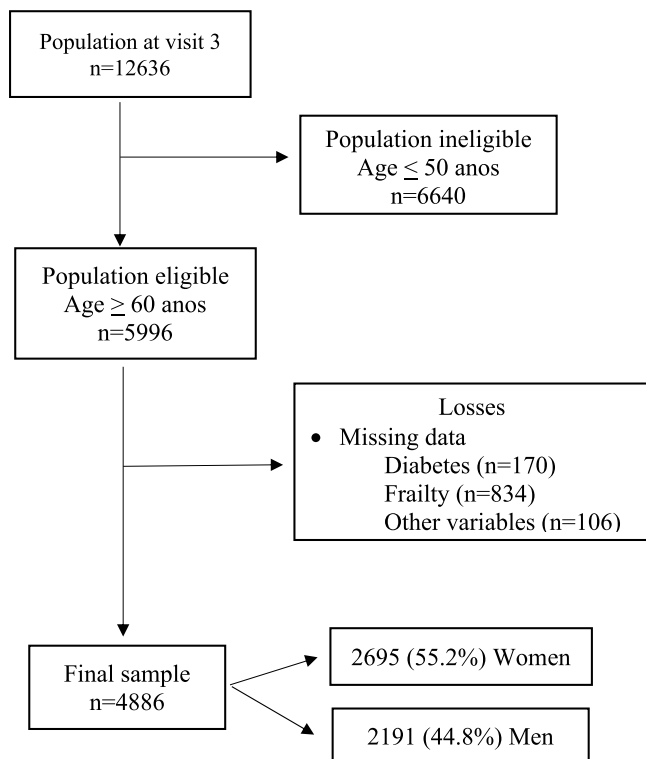 Population at visit 3
n=12636
Population ineligible
Age ≤ 50 anos
n=6640
Population eligible
Age ≥ 60 anos
n=5996
Losses
• Missing data
Diabetes (n=170)
Frailty (n=834)
Other variables (n=106)
Final sample
n=4886
2695 (55.2%) Women
2191 (44.8%) Men